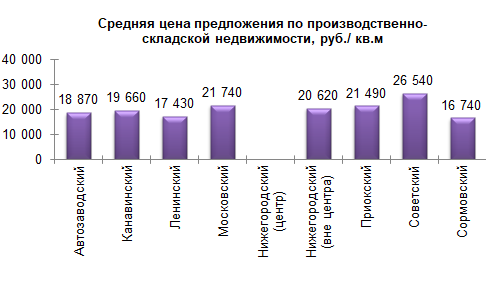 Средняя цена предложения по производственно-
складской недвижимости, руб./ кв.м
40 000
30 000
20 000
10 000
0
18 870
19 660
17 430
21 740
20 620
21 490
26 540
16 740
Автозаводский
Канавинский
Ленинский
Московский
Нижегородский
(центр)
Нижегородский
(вне центра)
Приокский
Советский
Сормовский